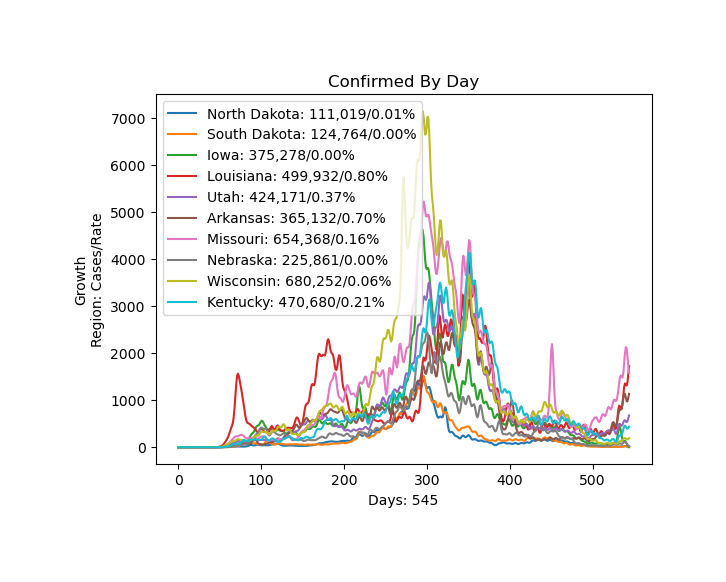 Confirmed By Day
Growth
Region: Cases/Rate
7000
6000
5000
4000
3000
2000
1000
0
North Dakota: 111,019/0.01%
South Dakota: 124,764/0.00%
Iowa: 375,278/0.00%
Louisiana: 499,932/0.80%
Utah: 424,171/0.37%
Arkansas: 365,132/0.70%
Missouri: 654,368/0.16%
Nebraska: 225,861/0.00%
Wisconsin: 680,252/0.06%
Kentucky: 470,680/0.21%
0 100 200 300 400 500
Days: 545